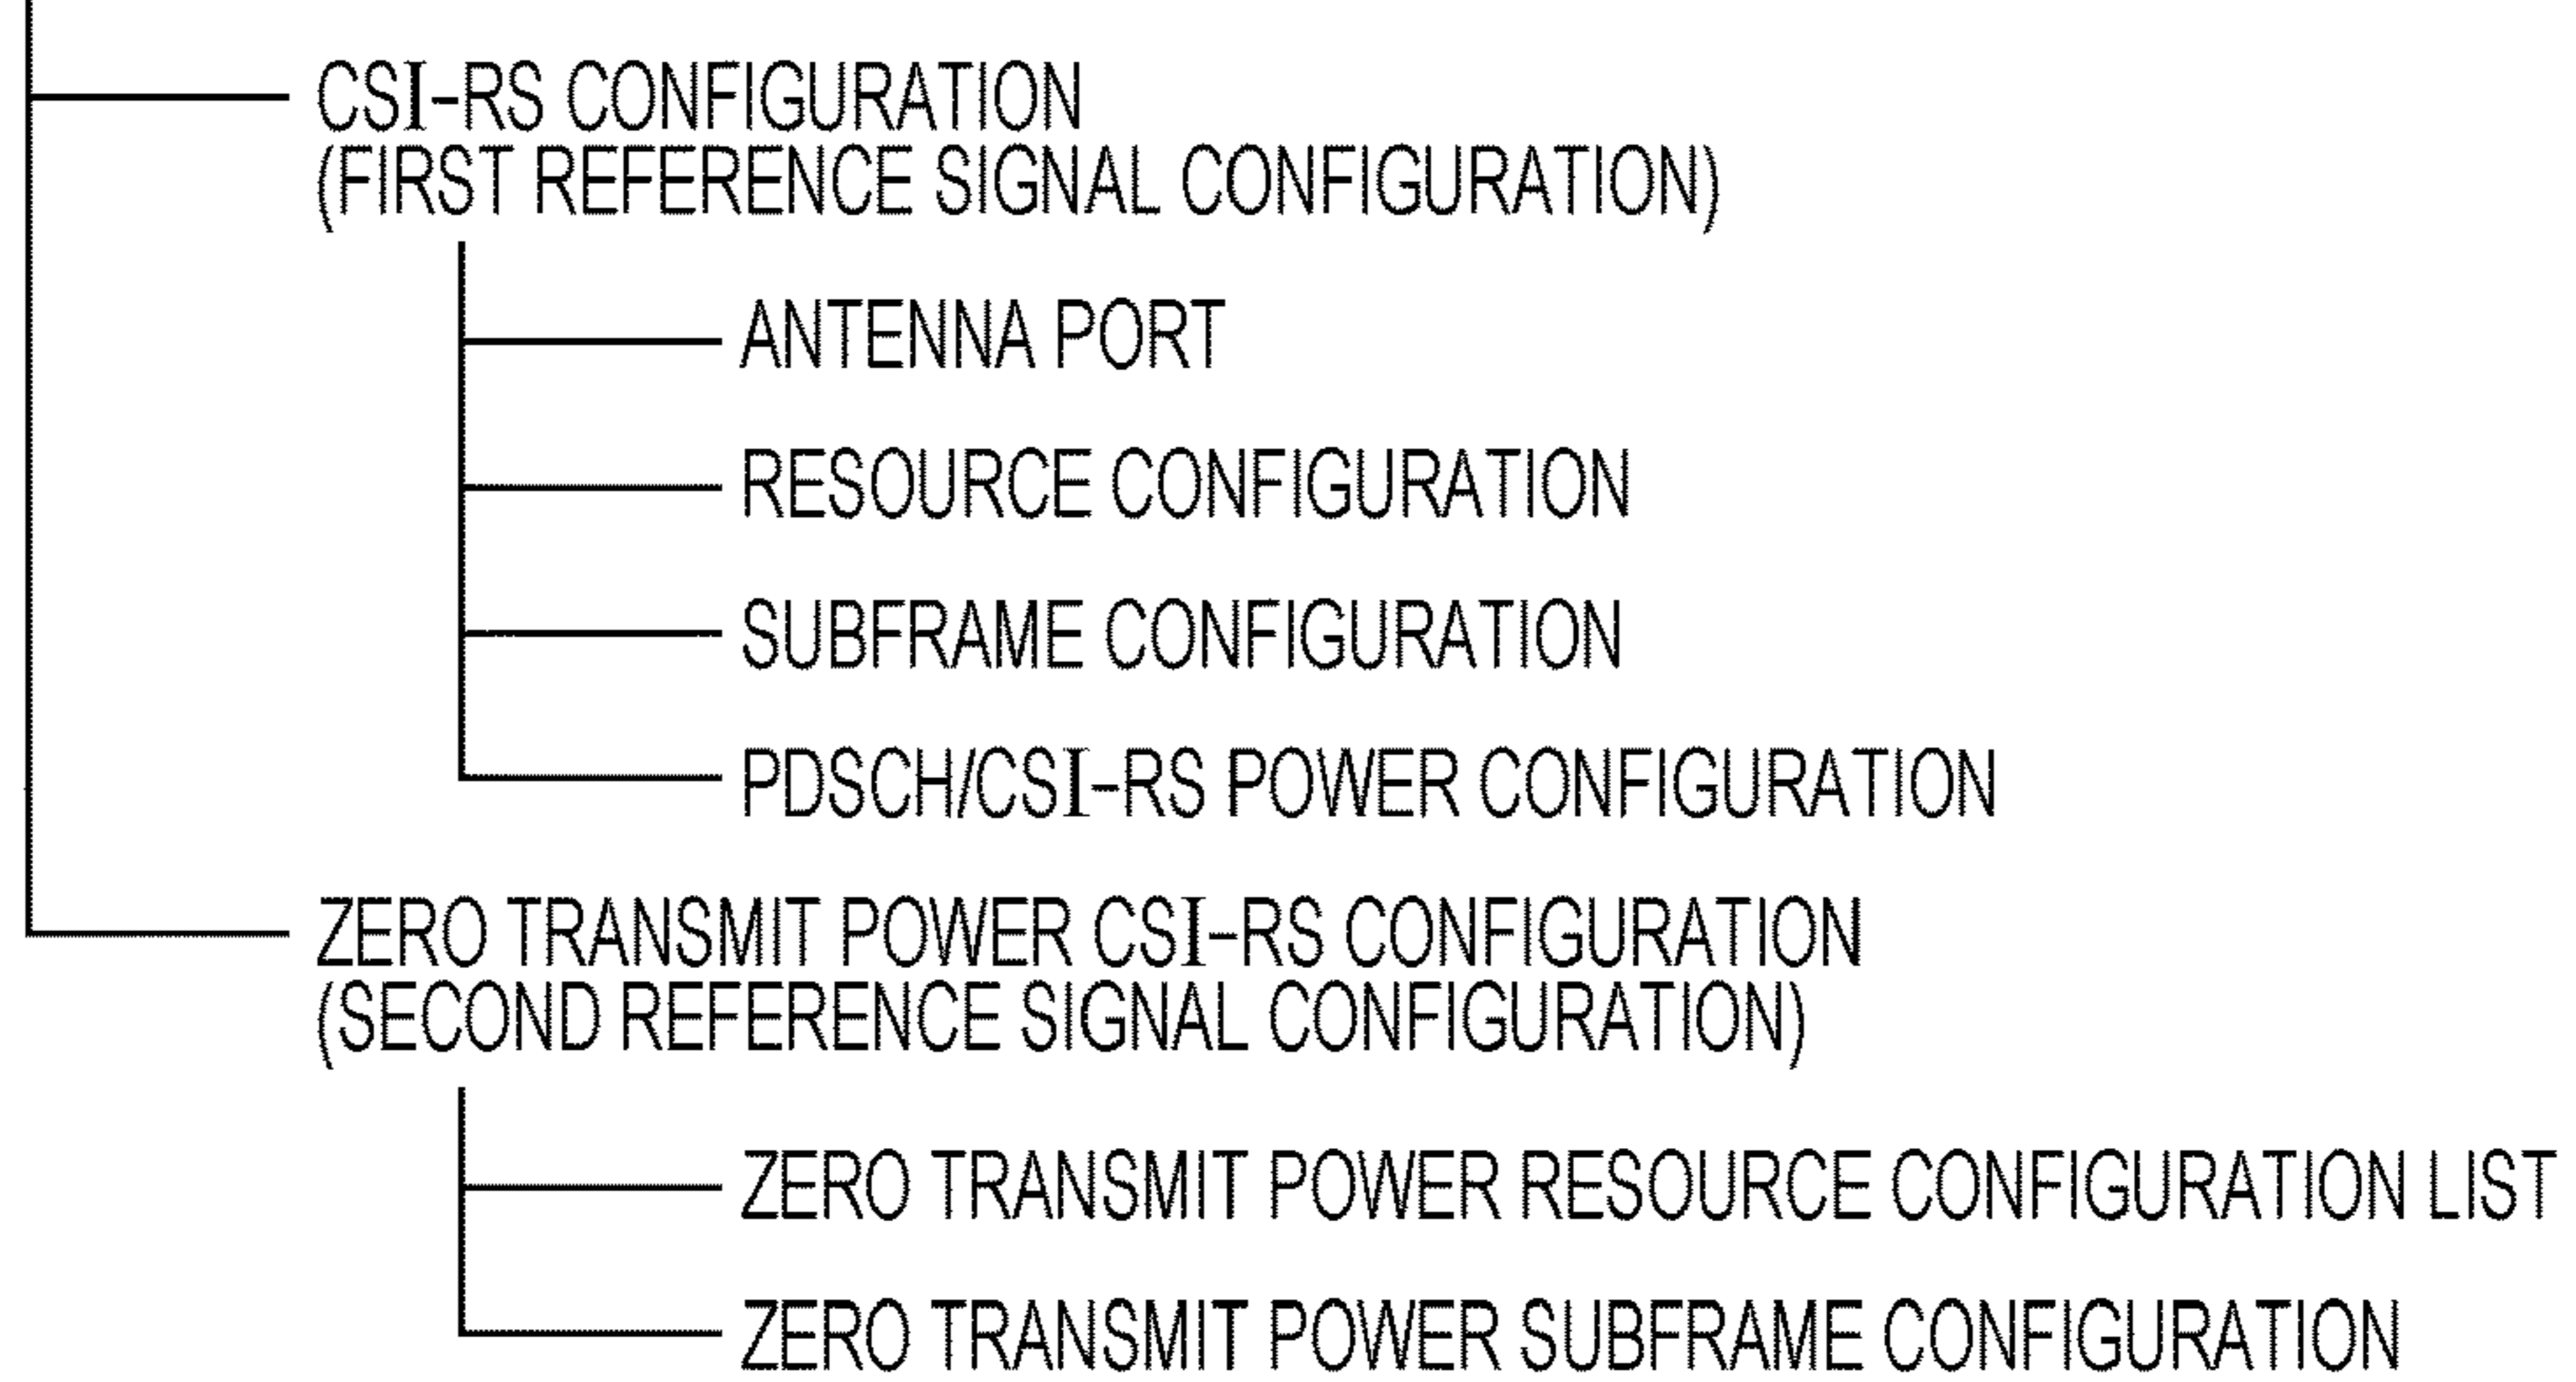 CSI-RS CONFIGURATION
(FIRST REFERENCE SIGNAL CONFIGURATION)
ANTENNA PORT
RESOURCE CONFIGURATION
SUBFRAME CONFIGURATION
PDSCH/CSI-RS POWER CONFIGURATION
ZERO TRANSMIT POWER CSI-RS CONFIGURATION
(SECOND REFERENCE SIGNAL CONFIGURATION)
ZERO TRANSMIT POWER RESOURCE CONFIGURATION LIST
ZERO TRANSMIT POWER SUBFRAME CONFIGURATION